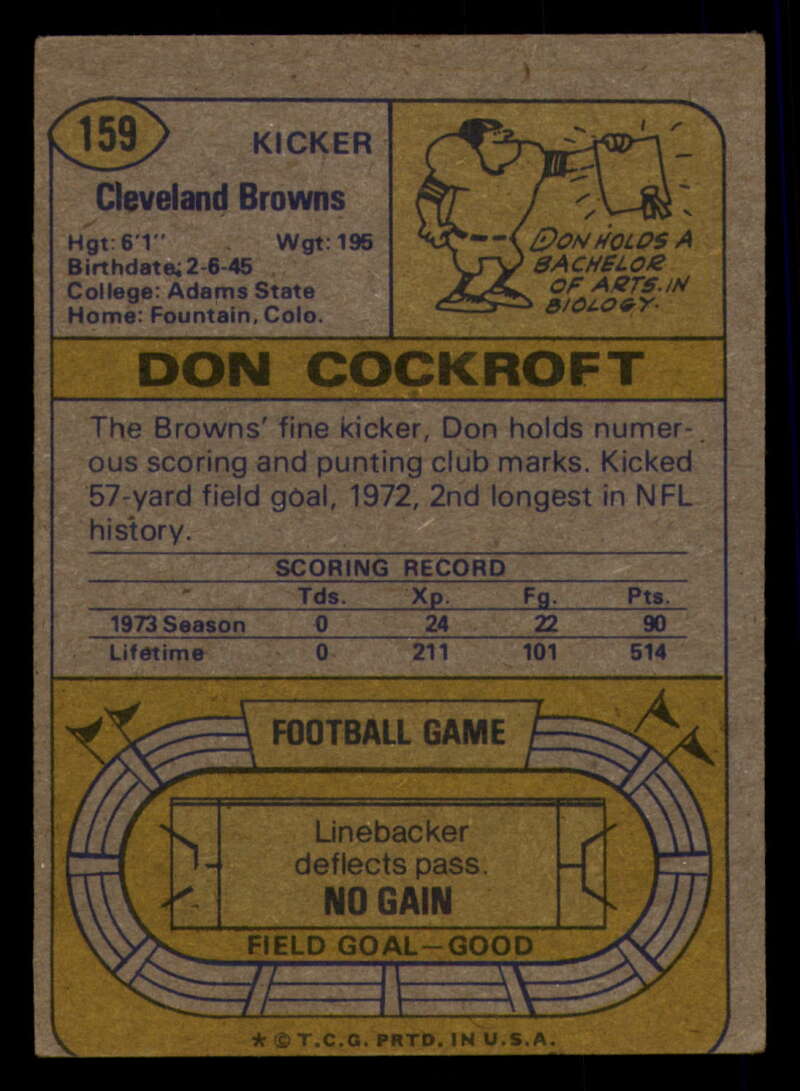 159
KICKER
Cleveland Browns
Hgt: 6'1" Wgt: 195
Birthdate: 2-6-45
College: Adams State
Home: Fountain, Colo.
DON HOLDS A
BACHELOR
OF ARTS IN
BIOLOGY.
DON COCKROFT
The Browns' fine kicker, Don holds numer-
ous scoring and punting club marks. Kicked
57-yard field goal, 1972, 2nd longest in NFL
history.
SCORING RECORD
Tds. Xp. Fg. Pts.
1973 Season 0 24 22 90
Lifetime 0 211 101 514
FOOTBALL GAME
Linebacker
deflects pass.
NO GAIN
FIELD GOAL—GOOD
* © T.C.G. PRTD. IN U.S.A.